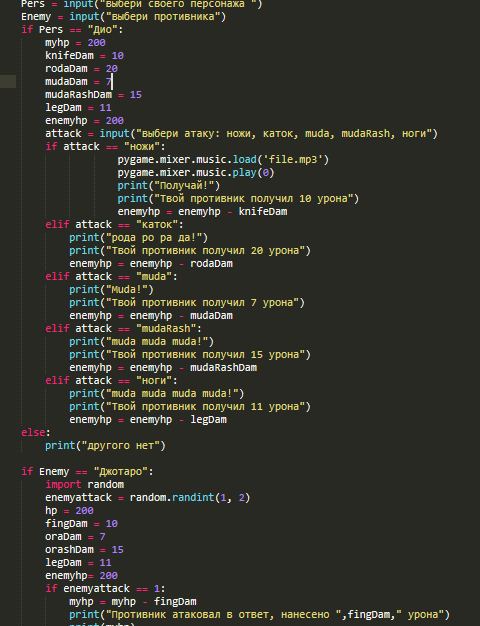 Pers = input("выбери своего персонажа ")
Enemy = input("выбери противника")
if Pers == "Дио":
    myhp = 200
    knifeDam = 10
    rodaDam = 20
    mudaDam = 7
    mudaRashDam = 15
    legDam = 11
    enemyhp = 200
    attack = input("выбери атаку: ножи, каток, muda, mudaRash, ноги")
    if attack == "ножи":
                pygame.mixer.music.load('file.mp3')
                pygame.mixer.music.play(0)
                print("Получай!")
                print("Твой противник получил 10 урона")
                enemyhp = enemyhp - knifeDam
    elif attack == "каток":
        print("рода ро ра да!")
        print("Твой противник получил 20 урона")
        enemyhp = enemyhp - rodaDam
    elif attack == "muda":
        print("Muda!")
        print("Твой противник получил 7 урона")
        enemyhp = enemyhp - mudaDam
    elif attack == "mudaRash":
        print("muda muda muda!")
        print("Твой противник получил 15 урона")
        enemyhp = enemyhp - mudaRashDam
    elif attack == "ноги":
        print("muda muda muda muda!")
        print("Твой противник получил 11 урона")
        enemyhp = enemyhp - legDam
else:
    print("другого нет")
if Enemy == "Джотаро":
    import random
    enemyattack = random.randint(1, 2)
    hp = 200
    fingDam = 10
    oraDam = 7
    orashDam = 15
    legDam = 11
    enemyhp= 200
    if enemyattack == 1:
        myhp = myhp - fingDam
        print("Противник атаковал в ответ, нанесено ",fingDam," урона")
        print(myhp)